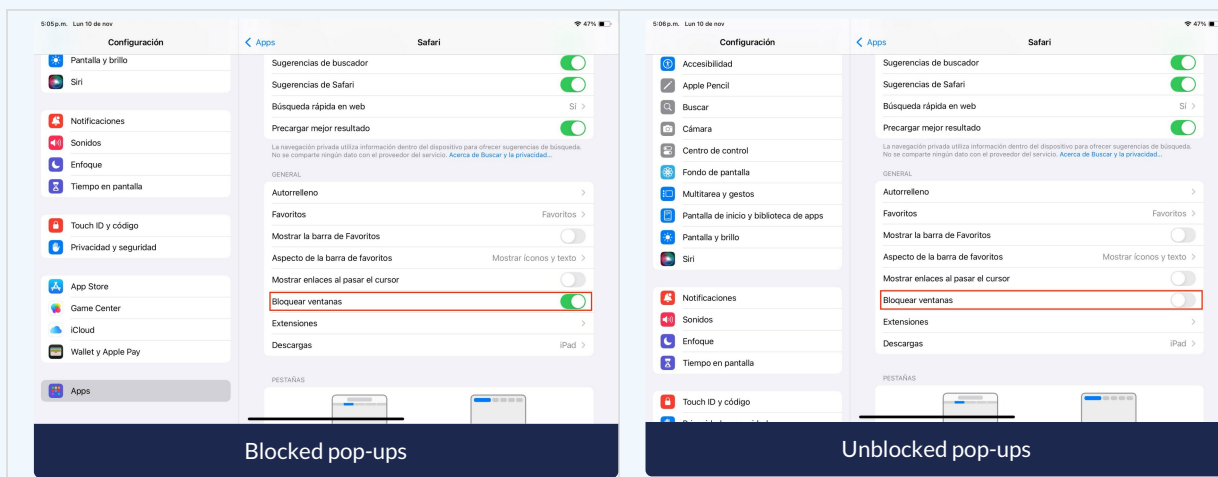 5:05 p.m. Lun 10 de nov
47%
Configuración
Pantalla y brillo
Siri
Notificaciones
Sonidos
Enfoque
Tiempo en pantalla
Touch ID y código
Privacidad y seguridad
App Store
Game Center
iCloud
Wallet y Apple Pay
Apps
Apps
Safari
Sugerencias de buscador
Sugerencias de Safari
Búsqueda rápida en web Sí
Precargar mejor resultado
La navegación privada utiliza información dentro del dispositivo para ofrecer sugerencias de búsqueda.
No se comparte ningún dato con el proveedor del servicio. Acerca de Buscar y la privacidad...
GENERAL
Autorrelleno
Favoritos Favoritos
Mostrar la barra de Favoritos
Aspecto de la barra de favoritos Mostrar íconos y texto
Mostrar enlaces al pasar el cursor
Bloquear ventanas
Extensiones
Descargas iPad
PESTAÑAS
Blocked pop-ups
5:06 p.m. Lun 10 de nov
47%
Configuración
Accesibilidad
Apple Pencil
Buscar
Cámara
Centro de control
Fondo de pantalla
Multitarea y gestos
Pantalla de inicio y biblioteca de apps
Pantalla y brillo
Siri
Notificaciones
Sonidos
Enfoque
Tiempo en pantalla
Touch ID y código
Apps
Safari
Sugerencias de buscador
Sugerencias de Safari
Búsqueda rápida en web Sí
Precargar mejor resultado
La navegación privada utiliza información dentro del dispositivo para ofrecer sugerencias de búsqueda.
No se comparte ningún dato con el proveedor del servicio. Acerca de Buscar y la privacidad...
GENERAL
Autorrelleno
Favoritos Favoritos
Mostrar la barra de Favoritos
Aspecto de la barra de favoritos Mostrar íconos y texto
Mostrar enlaces al pasar el cursor
Bloquear ventanas
Extensiones
Descargas iPad
PESTAÑAS
Unblocked pop-ups